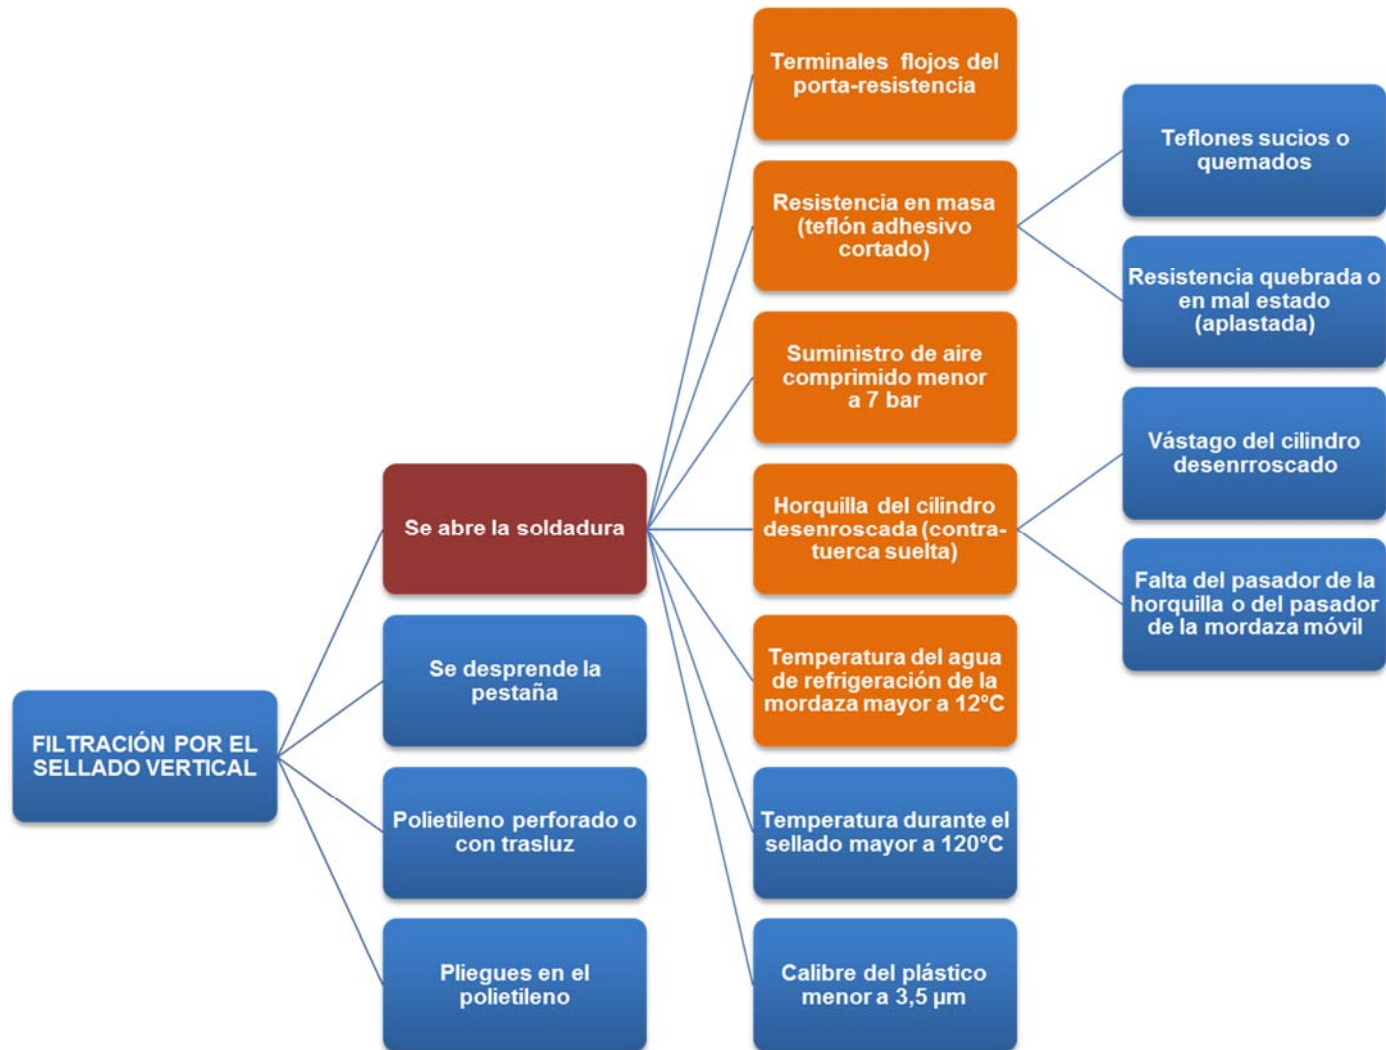 FILTRACIÓN POR EL
SELLADO VERTICAL
Se abre la soldadura
Se desprende la
pestaña
Polietileno perforado o
con trasluz
Pliegues en el
polietileno
Terminales flojos del
porta-resistencia
Resistencia en masa
(teflón adhesivo
cortado)
Suministro de aire
comprimido menor
a 7 bar
Horquilla del cilindro
desenroscada (contra-
tuerca suelta)
Temperatura del agua
de refrigeración de la
mordaza mayor a 12°C
Temperatura durante el
sellado mayor a 120°C
Calibre del plástico
menor a 3,5 µm
Teflones sucios o
quemados
Resistencia quebrada o
en mal estado
(aplastada)
Vástago del cilindro
desenrroscado
Falta del pasador de la
horquilla o del pasador
de la mordaza móvil